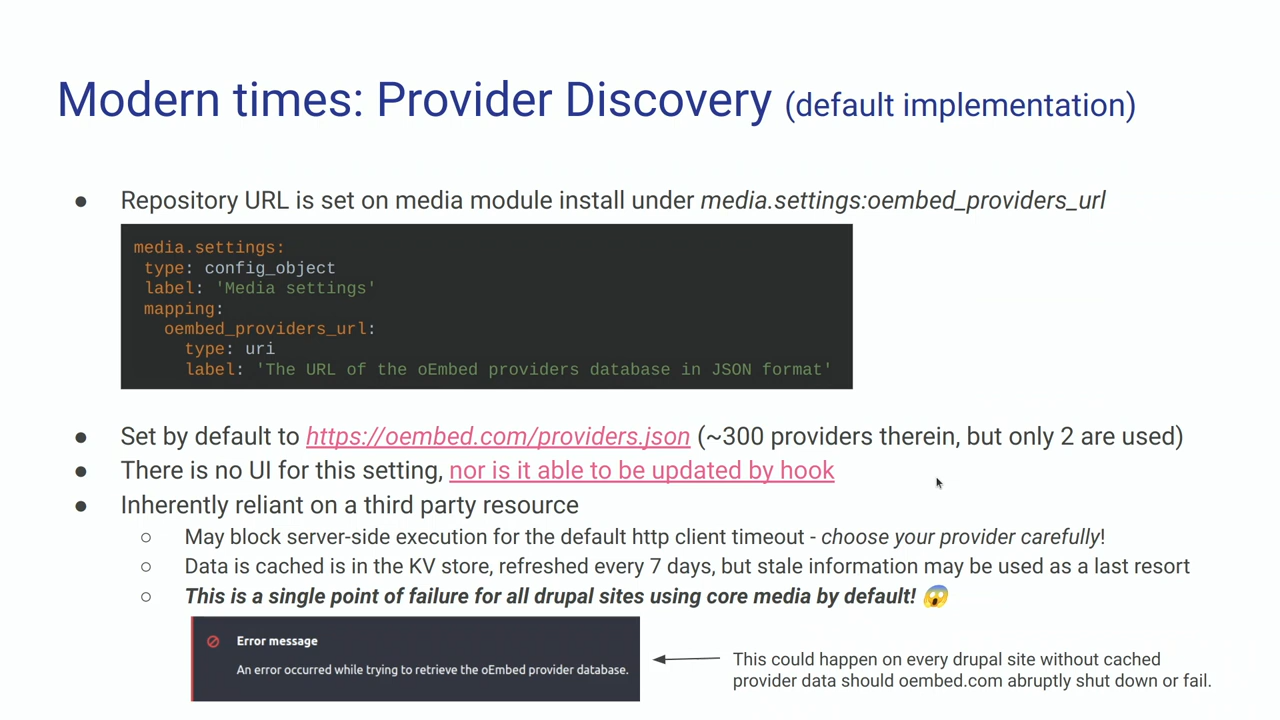 Modern times: Provider Discovery (default implementation)
● Repository URL is set on media module install under media.settings:oembed_providers_url
media.settings:
type: config_object
label: 'Media settings'
mapping:
oembed_providers_url:
type: uri
label: 'The URL of the oEmbed providers database in JSON format'
● Set by default to https://oembed.com/providers.json (~300 providers therein, but only 2 are used)
● There is no UI for this setting, nor is it able to be updated by hook
● Inherently reliant on a third party resource
○ May block server-side execution for the default http client timeout - choose your provider carefully!
○ Data is cached is in the KV store, refreshed every 7 days, but stale information may be used as a last resort
○ This is a single point of failure for all drupal sites using core media by default! 😱
Error message
An error occurred while trying to retrieve the oEmbed provider database.
This could happen on every drupal site without cached
provider data should oembed.com abruptly shut down or fail.